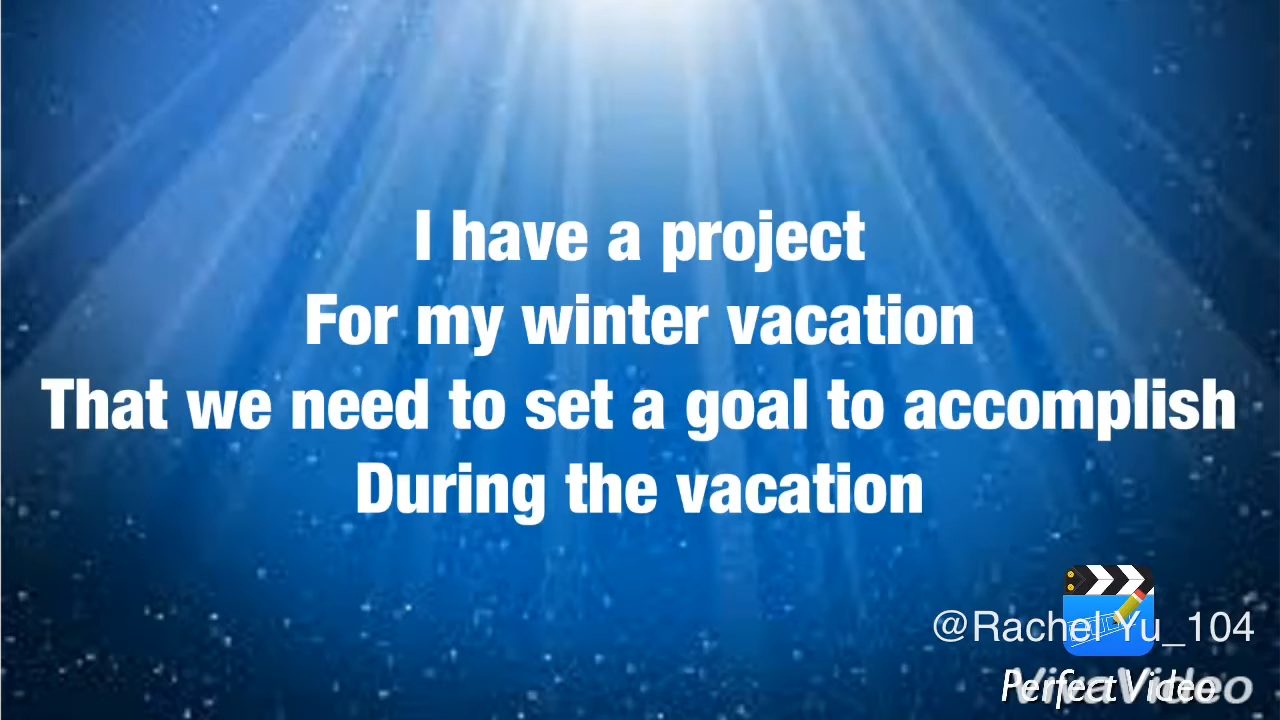 I have a project
For my winter vacation
That we need to set a goal to accomplish
During the vacation
@Rachel Yu_104
Perfect Video
VivaVideo